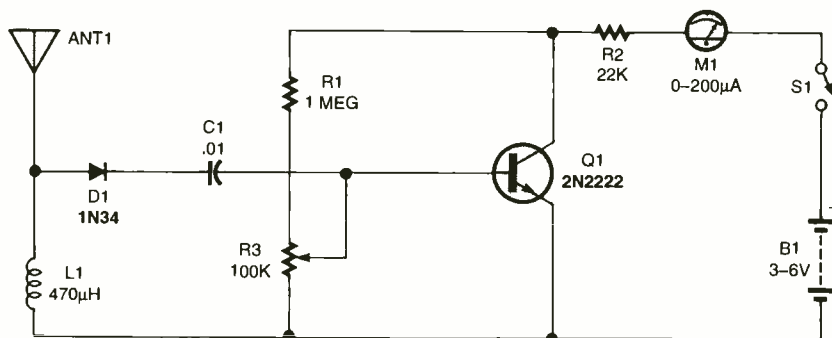 ANT1
R2
22K
M1
0–200μA
S1
R1
1 MEG
C1
.01
D1
1N34
Q1
2N2222
R3
100K
L1
470μH
B1
3–6V